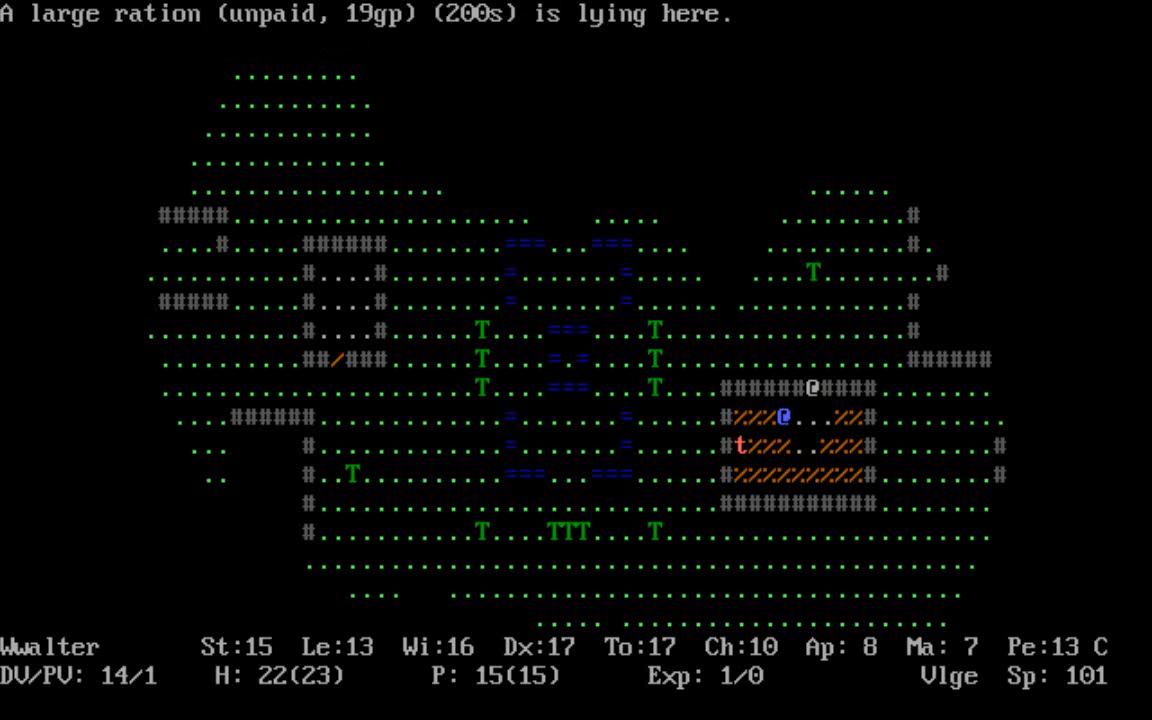 A large ration (unpaid, 19gp) (200s) is lying here.
Wwalter St:15 Le:13 Wi:16 Dx:17 To:17 Ch:10 Ap: 8 Ma: 7 Pe:13 C
DV/PV: 14/1 H: 22(23) P: 15(15) Exp: 1/0 Vlge Sp: 101